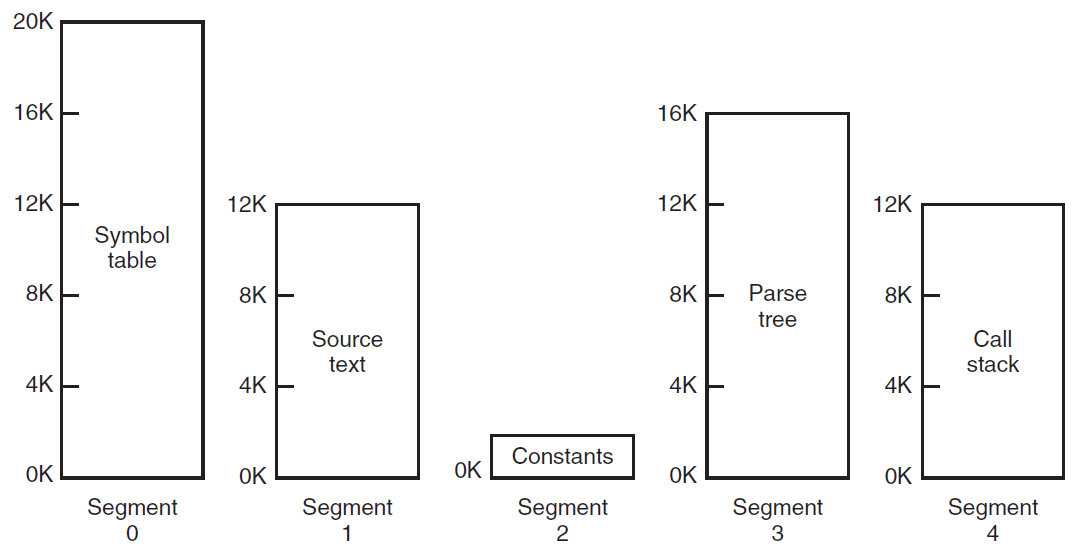 20K
16K
12K
8K
4K
0K
Symbol
table
Segment
0
12K
8K
4K
0K
Source
text
Segment
1
0K
Constants
Segment
2
16K
12K
8K
4K
0K
Parse
tree
Segment
3
12K
8K
4K
0K
Call
stack
Segment
4